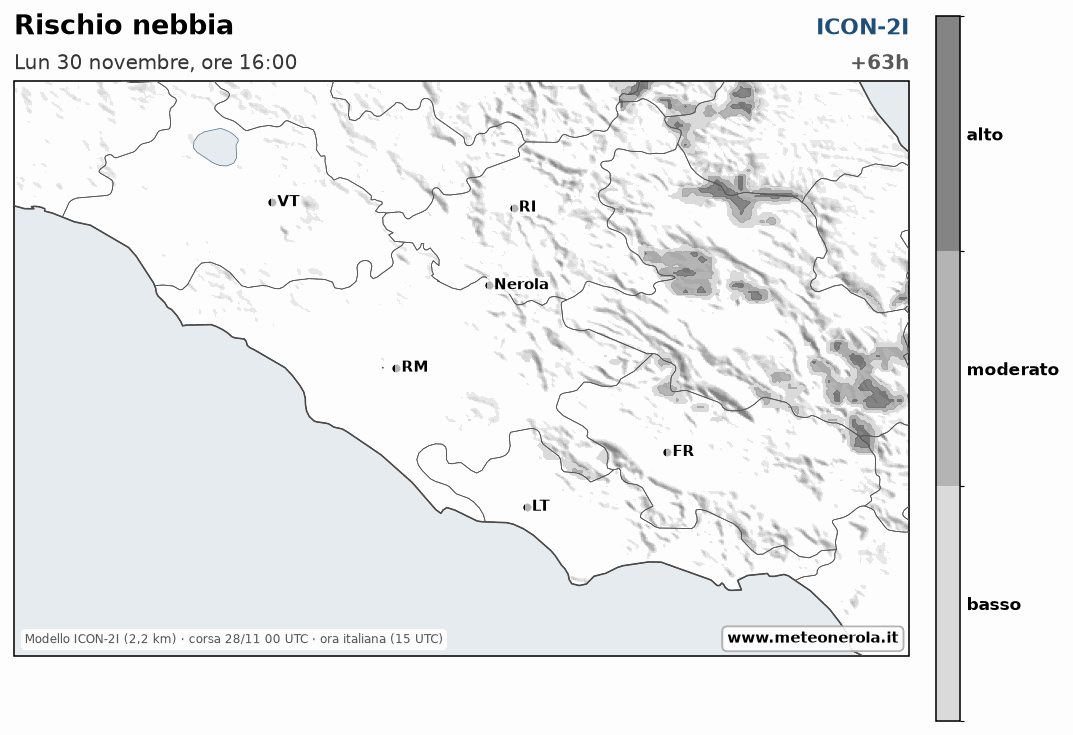 Rischio nebbia
ICON-2I
Lun 30 novembre, ore 16:00
+63h
alto
VT
RI
Nerola
RM
moderato
FR
LT
basso
Modello ICON-2I (2,2 km) · corsa 28/11 00 UTC · ora italiana (15 UTC)
www.meteonerola.it